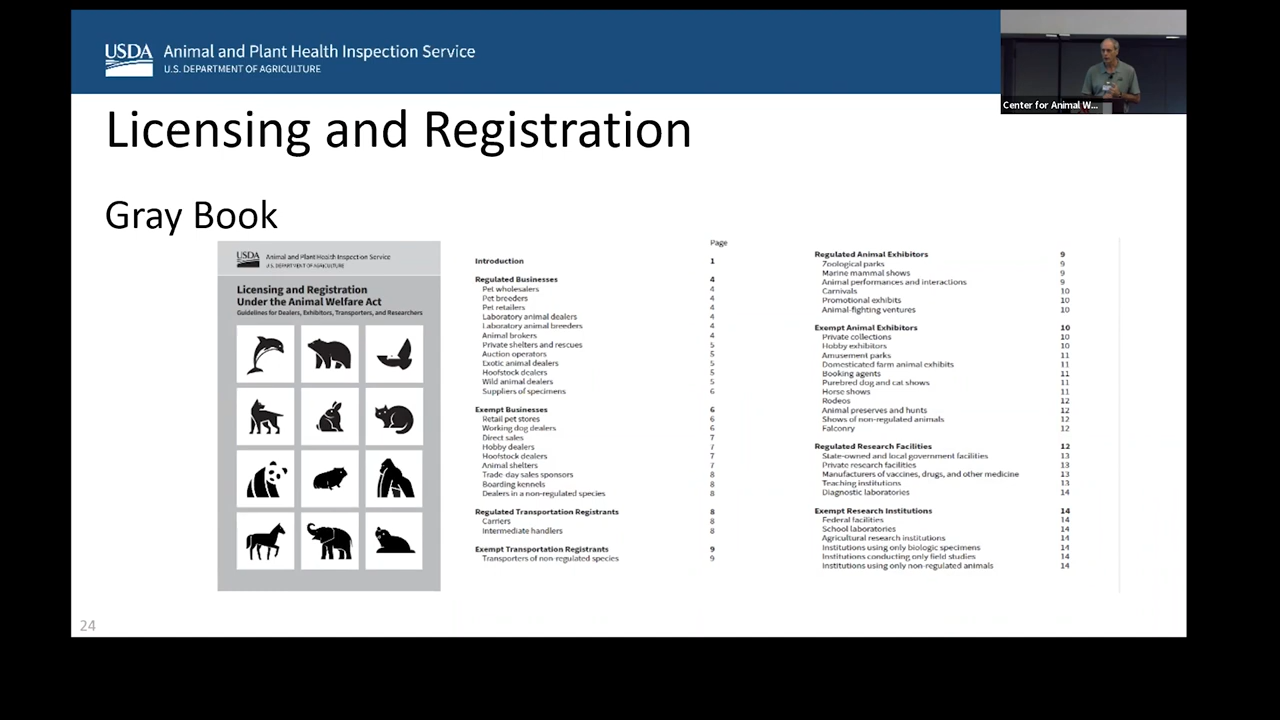 USDA Animal and Plant Health Inspection Service
U.S. DEPARTMENT OF AGRICULTURE
Center for Animal W...
Licensing and Registration
Gray Book
USDA Animal and Plant Health Inspection Service
U.S. DEPARTMENT OF AGRICULTURE
Licensing and Registration
Under the Animal Welfare Act
Guidelines for Dealers, Exhibitors, Transporters, and Researchers
Page
Introduction 1
Regulated Businesses 4
Pet wholesalers 4
Pet breeders 4
Pet retailers 4
Laboratory animal dealers 4
Laboratory animal breeders 4
Animal brokers 4
Private shelters and rescues 5
Auction operators 5
Exotic animal dealers 5
Hoofstock dealers 5
Wild animal dealers 5
Suppliers of specimens 6
Exempt Businesses 6
Retail pet stores 6
Working dog dealers 6
Direct sales 7
Hobby dealers 7
Hoofstock dealers 7
Animal shelters 7
Trade-day sales sponsors 8
Boarding kennels 8
Dealers in a non-regulated species 8
Regulated Transportation Registrants 8
Carriers 8
Intermediate handlers 8
Exempt Transportation Registrants 9
Transporters of non-regulated species 9
Regulated Animal Exhibitors 9
Zoological parks 9
Marine mammal shows 9
Animal performances and interactions 9
Carnivals 10
Promotional exhibits 10
Animal-fighting ventures 10
Exempt Animal Exhibitors 10
Private collections 10
Hobby exhibitors 10
Amusement parks 11
Domesticated farm animal exhibits 11
Booking agents 11
Purebred dog and cat shows 11
Horse shows 11
Rodeos 12
Animal preserves and hunts 12
Shows of non-regulated animals 12
Falconry 12
Regulated Research Facilities 12
State-owned and local government facilities 13
Private research facilities 13
Manufacturers of vaccines, drugs, and other medicine 13
Teaching institutions 13
Diagnostic laboratories 14
Exempt Research Institutions 14
Federal facilities 14
School laboratories 14
Agricultural research institutions 14
Institutions using only biologic specimens 14
Institutions conducting only field studies 14
Institutions using only non-regulated animals 14
24